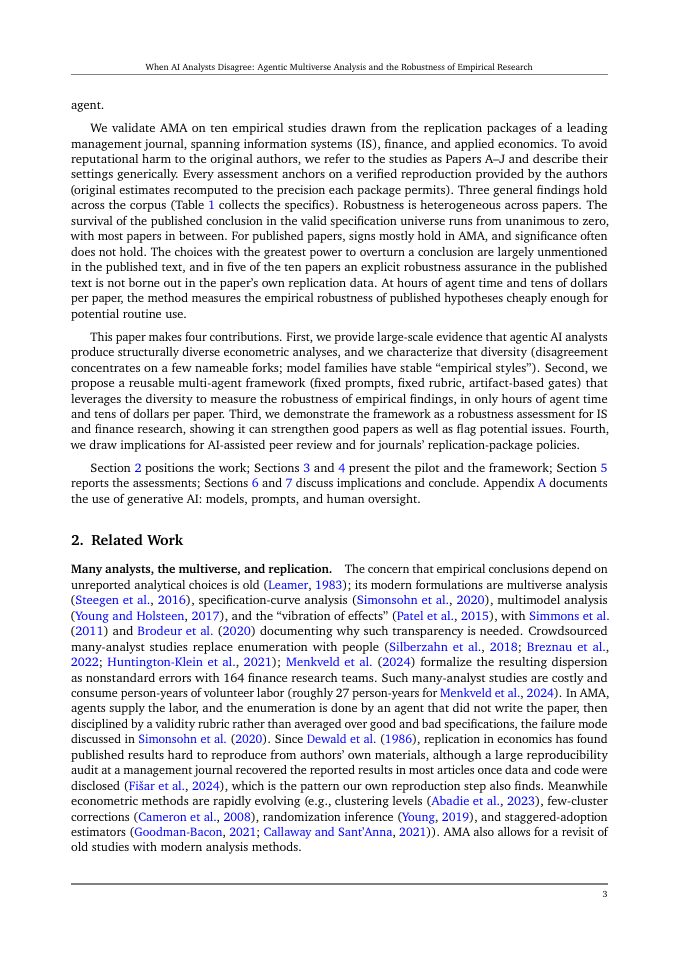 When AI Analysts Disagree: Agentic Multiverse Analysis and the Robustness of Empirical Research
agent.
We validate AMA on ten empirical studies drawn from the replication packages of a leading
management journal, spanning information systems (IS), finance, and applied economics. To avoid
reputational harm to the original authors, we refer to the studies as Papers A–J and describe their
settings generically. Every assessment anchors on a verified reproduction provided by the authors
(original estimates recomputed to the precision each package permits). Three general findings hold
across the corpus (Table 1 collects the specifics). Robustness is heterogeneous across papers. The
survival of the published conclusion in the valid specification universe runs from unanimous to zero,
with most papers in between. For published papers, signs mostly hold in AMA, and significance often
does not hold. The choices with the greatest power to overturn a conclusion are largely unmentioned
in the published text, and in five of the ten papers an explicit robustness assurance in the published
text is not borne out in the paper's own replication data. At hours of agent time and tens of dollars
per paper, the method measures the empirical robustness of published hypotheses cheaply enough for
potential routine use.
This paper makes four contributions. First, we provide large-scale evidence that agentic AI analysts
produce structurally diverse econometric analyses, and we characterize that diversity (disagreement
concentrates on a few nameable forks; model families have stable “empirical styles”). Second, we
propose a reusable multi-agent framework (fixed prompts, fixed rubric, artifact-based gates) that
leverages the diversity to measure the robustness of empirical findings, in only hours of agent time
and tens of dollars per paper. Third, we demonstrate the framework as a robustness assessment for IS
and finance research, showing it can strengthen good papers as well as flag potential issues. Fourth,
we draw implications for AI-assisted peer review and for journals' replication-package policies.
Section 2 positions the work; Sections 3 and 4 present the pilot and the framework; Section 5
reports the assessments; Sections 6 and 7 discuss implications and conclude. Appendix A documents
the use of generative AI: models, prompts, and human oversight.
2. Related Work
Many analysts, the multiverse, and replication. The concern that empirical conclusions depend on
unreported analytical choices is old (Leamer, 1983); its modern formulations are multiverse analysis
(Steegen et al., 2016), specification-curve analysis (Simonsohn et al., 2020), multimodel analysis
(Young and Holsteen, 2017), and the “vibration of effects” (Patel et al., 2015), with Simmons et al.
(2011) and Brodeur et al. (2020) documenting why such transparency is needed. Crowdsourced
many-analyst studies replace enumeration with people (Silberzahn et al., 2018; Breznau et al.,
2022; Huntington-Klein et al., 2021); Menkveld et al. (2024) formalize the resulting dispersion
as nonstandard errors with 164 finance research teams. Such many-analyst studies are costly and
consume person-years of volunteer labor (roughly 27 person-years for Menkveld et al., 2024). In AMA,
agents supply the labor, and the enumeration is done by an agent that did not write the paper, then
disciplined by a validity rubric rather than averaged over good and bad specifications, the failure mode
discussed in Simonsohn et al. (2020). Since Dewald et al. (1986), replication in economics has found
published results hard to reproduce from authors' own materials, although a large reproducibility
audit at a management journal recovered the reported results in most articles once data and code were
disclosed (Fišar et al., 2024), which is the pattern our own reproduction step also finds. Meanwhile
econometric methods are rapidly evolving (e.g., clustering levels (Abadie et al., 2023), few-cluster
corrections (Cameron et al., 2008), randomization inference (Young, 2019), and staggered-adoption
estimators (Goodman-Bacon, 2021; Callaway and Sant'Anna, 2021)). AMA also allows for a revisit of
old studies with modern analysis methods.
3